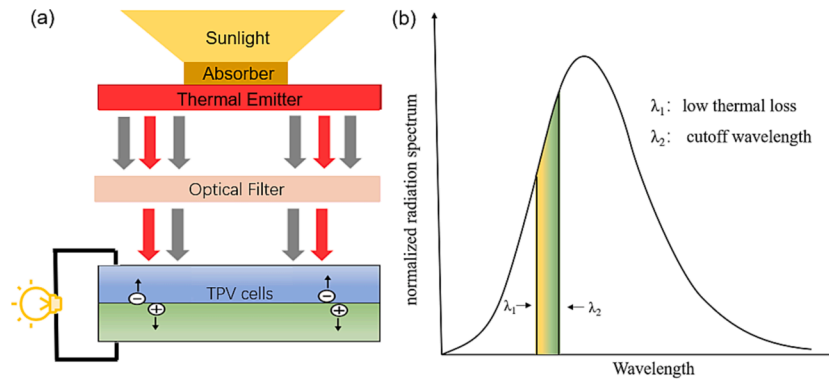 (a)
Sunlight
Absorber
Thermal Emitter
Optical Filter
TPV cells
− +
− +
(b)
normalized radiation spectrum
λ₁: low thermal loss
λ₂: cutoff wavelength
λ₁ λ₂
Wavelength